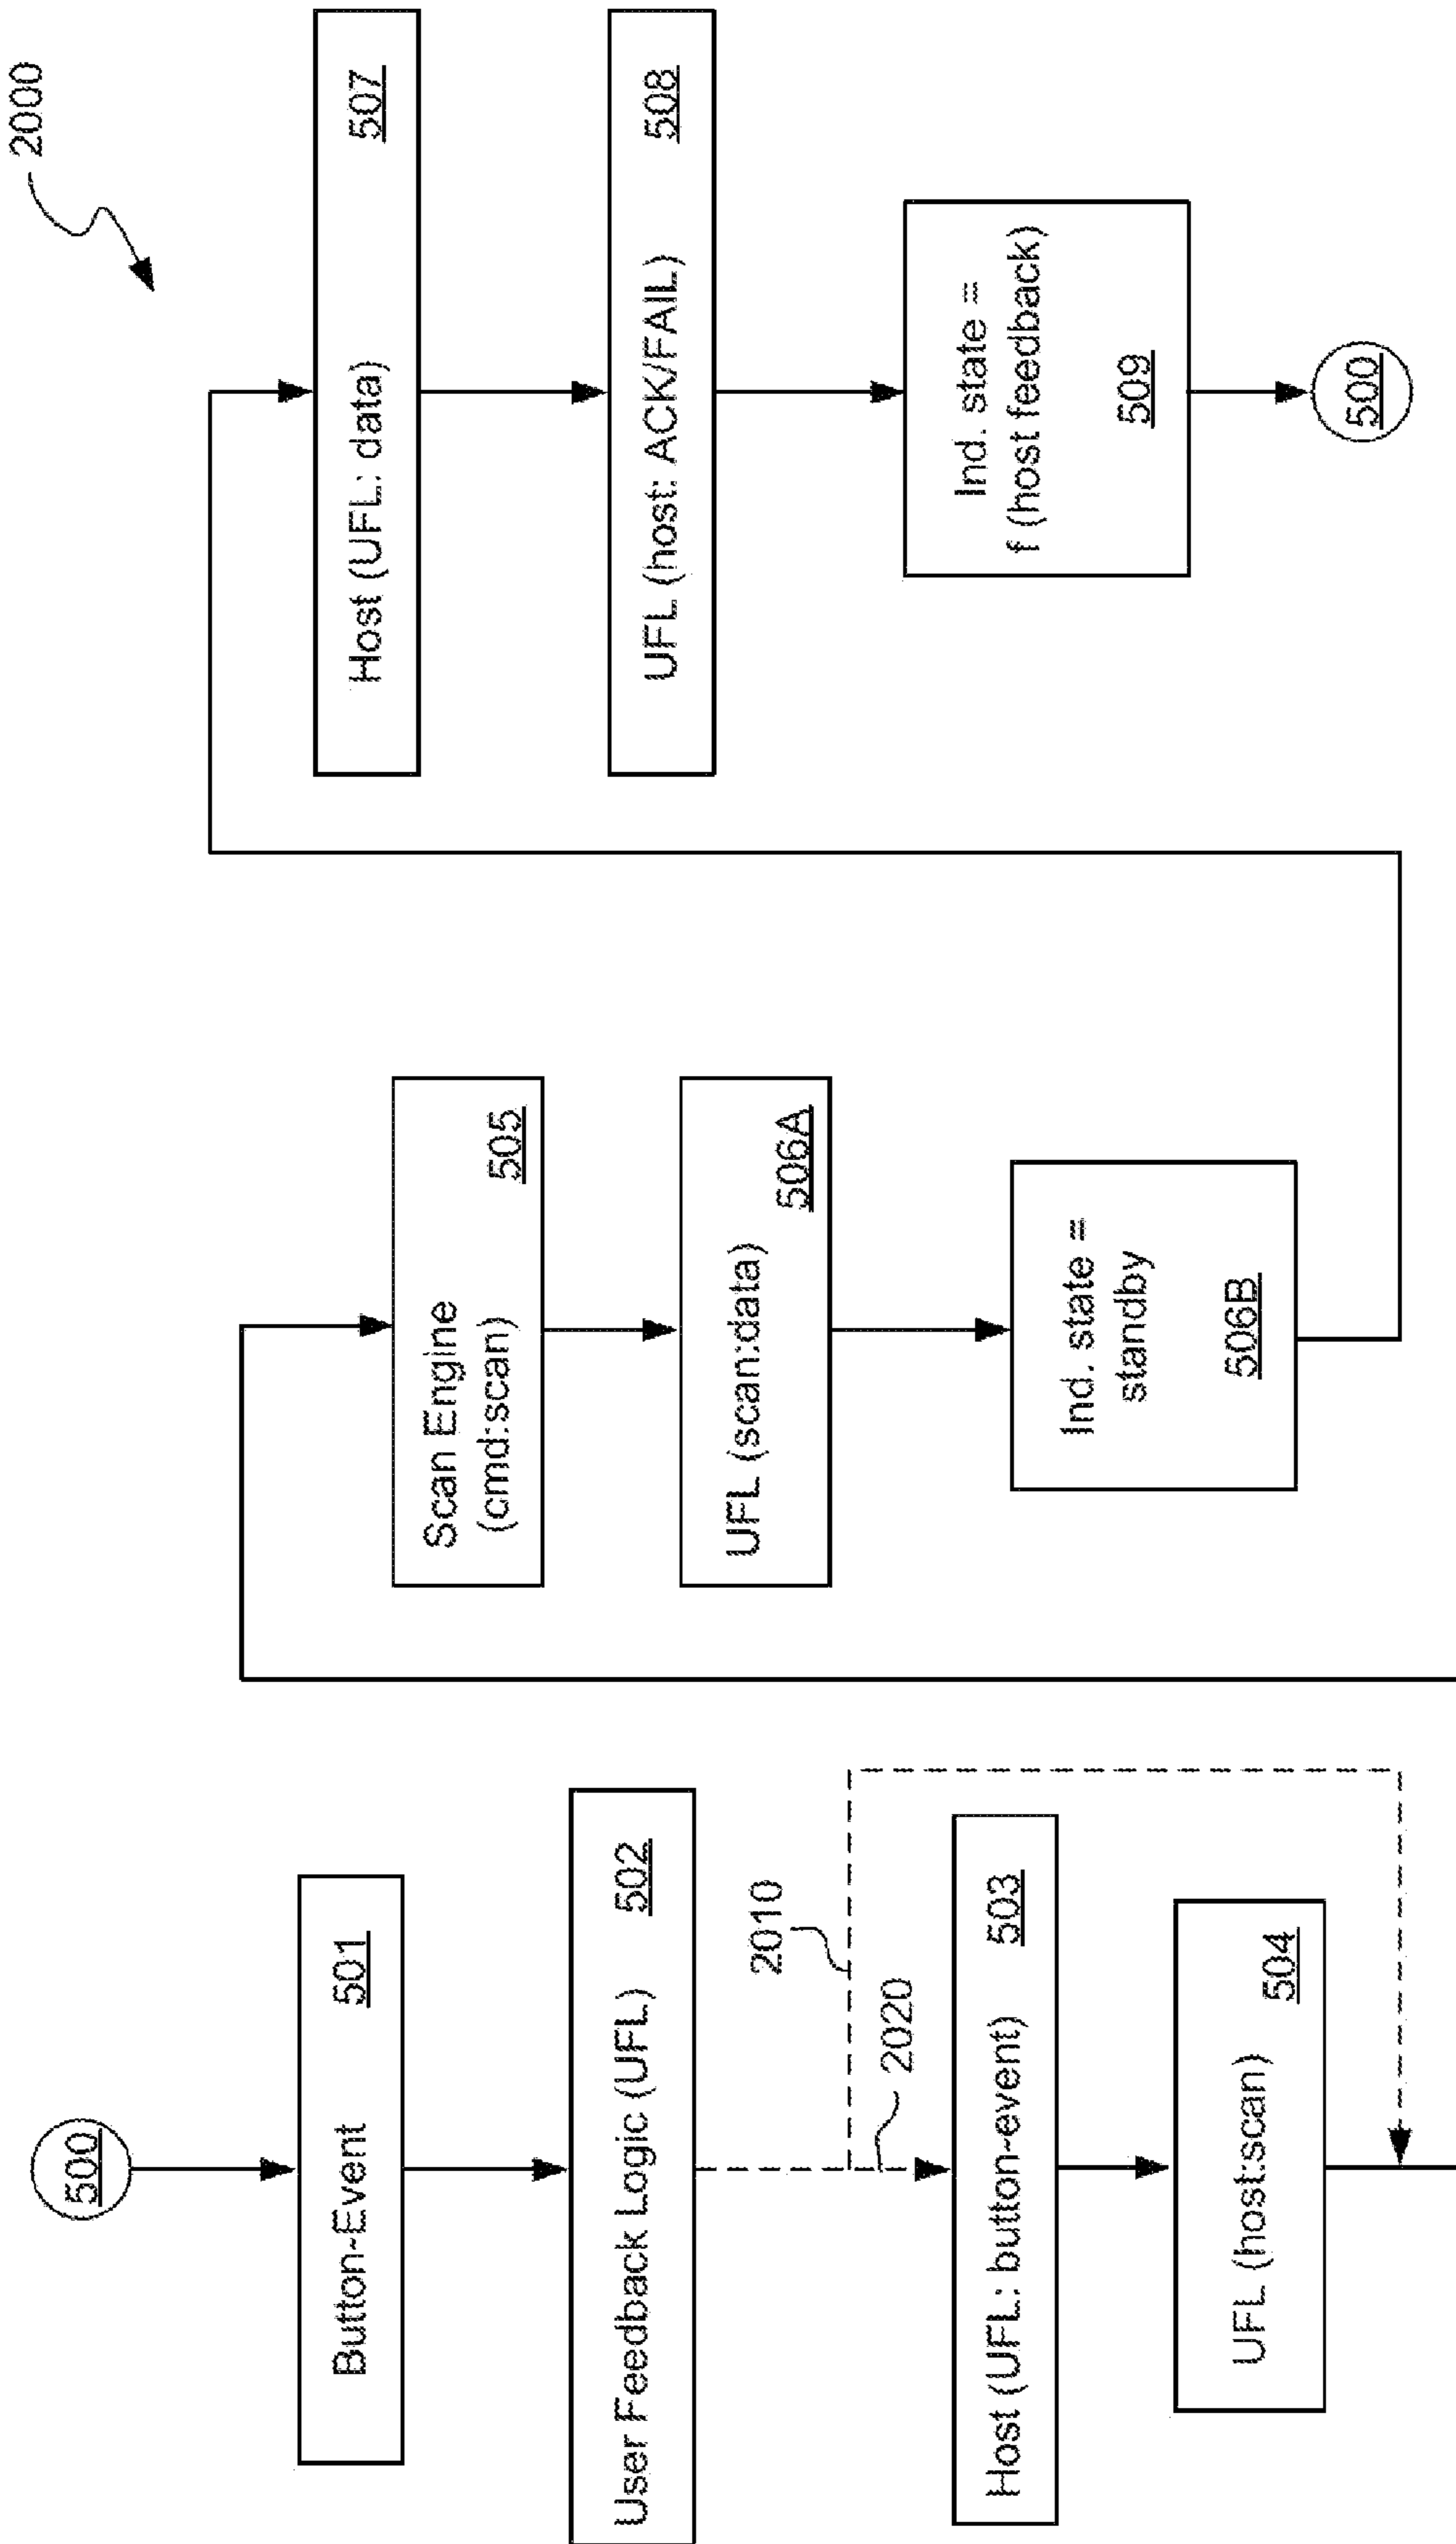 2000
500
Button-Event
501
User Feedback Logic (UFL)
502
2010
2020
Host (UFL: button-event)
503
UFL (host:scan)
504
Scan Engine
(cmd:scan)
505
UFL (scan:data)
506A
Ind. state =
standby
506B
Host (UFL: data)
507
UFL (host: ACK/FAIL)
508
Ind. state =
f (host feedback)
509
500